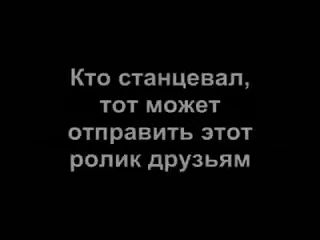 Кто станцевал,
тот может
отправить этот
ролик друзьям